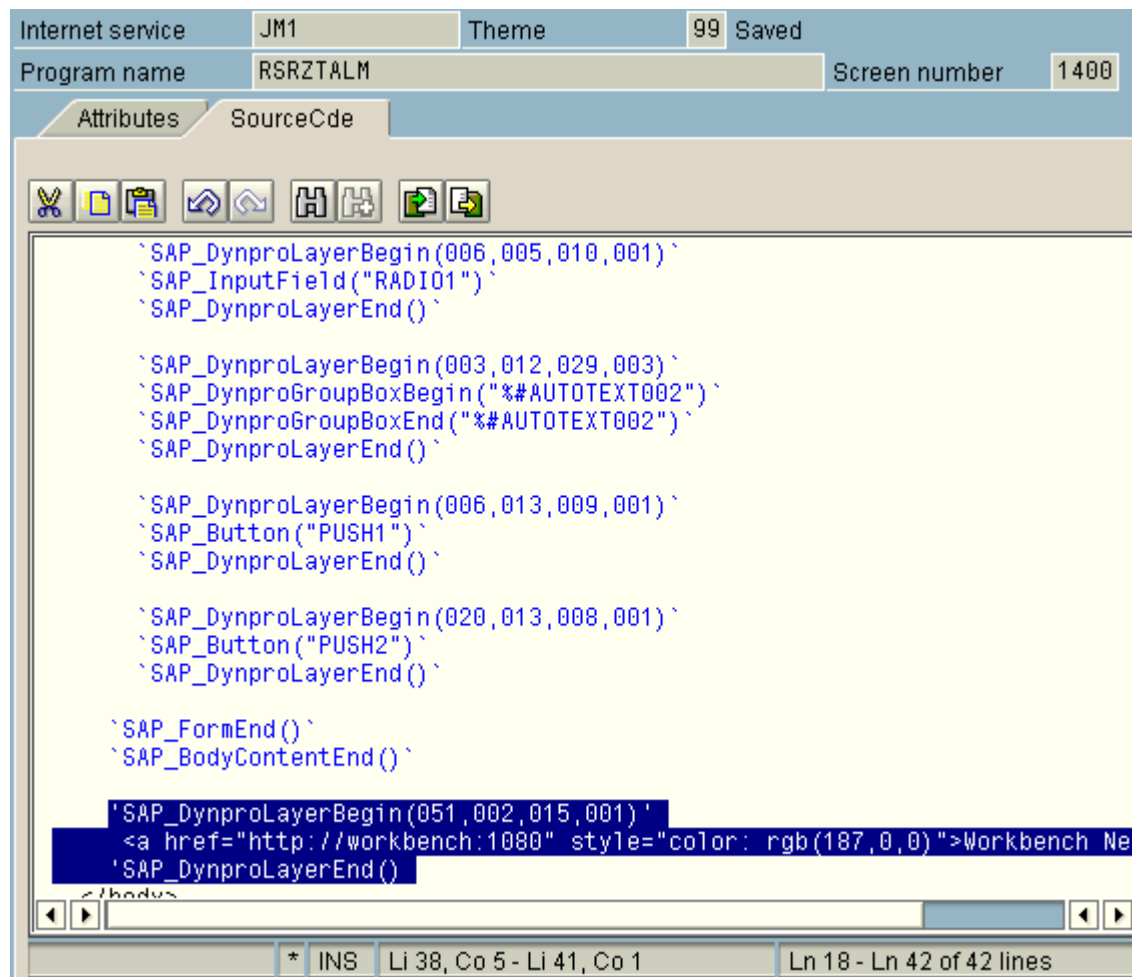 Internet service JM1 Theme 99 Saved
Program name RSRZTALM Screen number 1400
Attributes SourceCde
`SAP_DynproLayerBegin(006,005,010,001)`
`SAP_InputField("RADIO1")`
`SAP_DynproLayerEnd()`
`SAP_DynproLayerBegin(003,012,029,003)`
`SAP_DynproGroupBoxBegin("%#AUTOTEXT002")`
`SAP_DynproGroupBoxEnd("%#AUTOTEXT002")`
`SAP_DynproLayerEnd()`
`SAP_DynproLayerBegin(006,013,009,001)`
`SAP_Button("PUSH1")`
`SAP_DynproLayerEnd()`
`SAP_DynproLayerBegin(020,013,008,001)`
`SAP_Button("PUSH2")`
`SAP_DynproLayerEnd()`
`SAP_FormEnd()`
`SAP_BodyContentEnd()`
'SAP_DynproLayerBegin(051,002,015,001)'
<a href="http://workbench:1080" style="color: rgb(187,0,0)">Workbench Ne
'SAP_DynproLayerEnd()
</body>
* INS Li 38, Co 5 - Li 41, Co 1 Ln 18 - Ln 42 of 42 lines